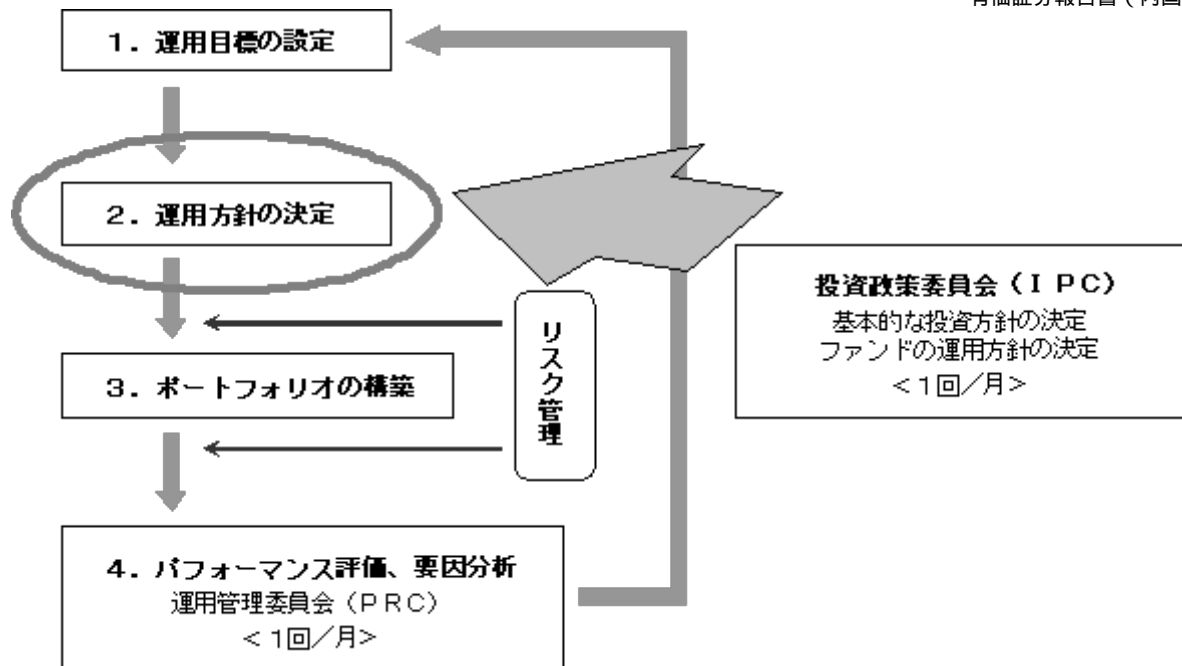 １．運用目標の設定
２．運用方針の決定
投資政策委員会（ＩＰＣ）
基本的な投資方針の決定
ファンドの運用方針の決定
＜１回／月＞
リスク管理
３．ポートフォリオの構築
４．パフォーマンス評価、要因分析
運用管理委員会（ＰＲＣ）
＜１回／月＞